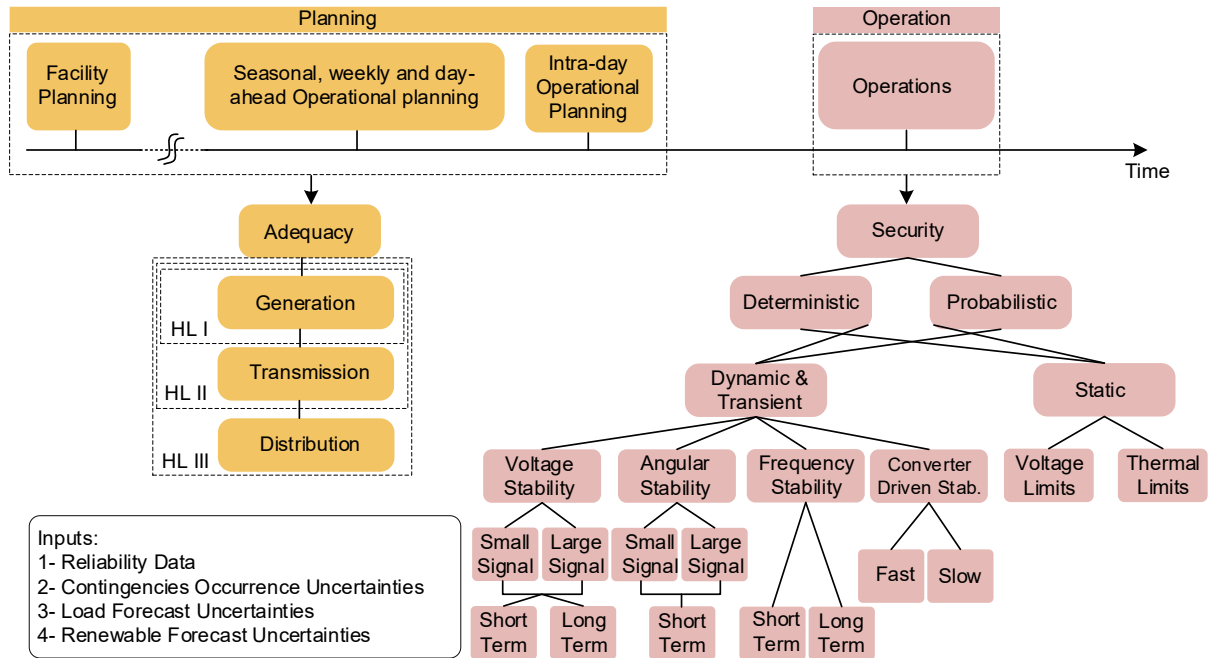 Planning
Operation
Facility
Planning
Seasonal, weekly and day-
ahead Operational planning
Intra-day
Operational
Planning
Operations
Time
Adequacy
Security
Generation
HL I
Deterministic
Probabilistic
Transmission
HL II
Dynamic &
Transient
Static
Distribution
HL III
Voltage
Stability
Angular
Stability
Frequency
Stability
Converter
Driven Stab.
Voltage
Limits
Thermal
Limits
Small
Signal
Large
Signal
Small
Signal
Large
Signal
Fast
Slow
Short
Term
Long
Term
Short
Term
Short
Term
Long
Term
Inputs:
1- Reliability Data
2- Contingencies Occurrence Uncertainties
3- Load Forecast Uncertainties
4- Renewable Forecast Uncertainties